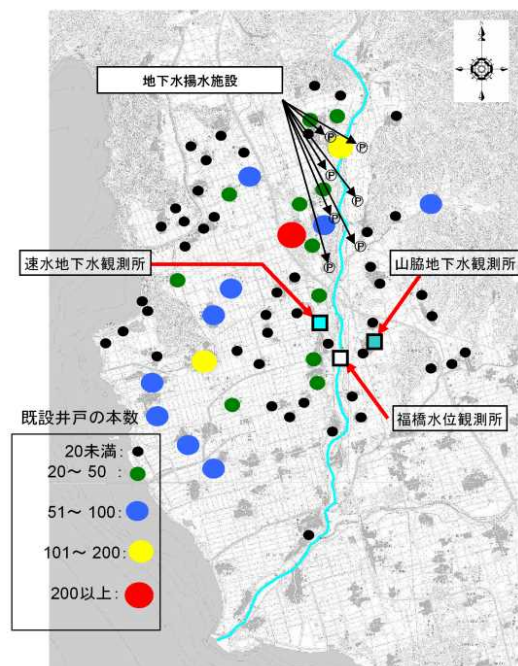 地下水揚水施設
Ⓟ
Ⓟ
Ⓟ
Ⓟ
Ⓟ
Ⓟ
Ⓟ
速水地下水観測所
山脇地下水観測所
福橋水位観測所
既設井戸の本数
20未満:
20～ 50 :
51～ 100:
101～ 200:
200以上: